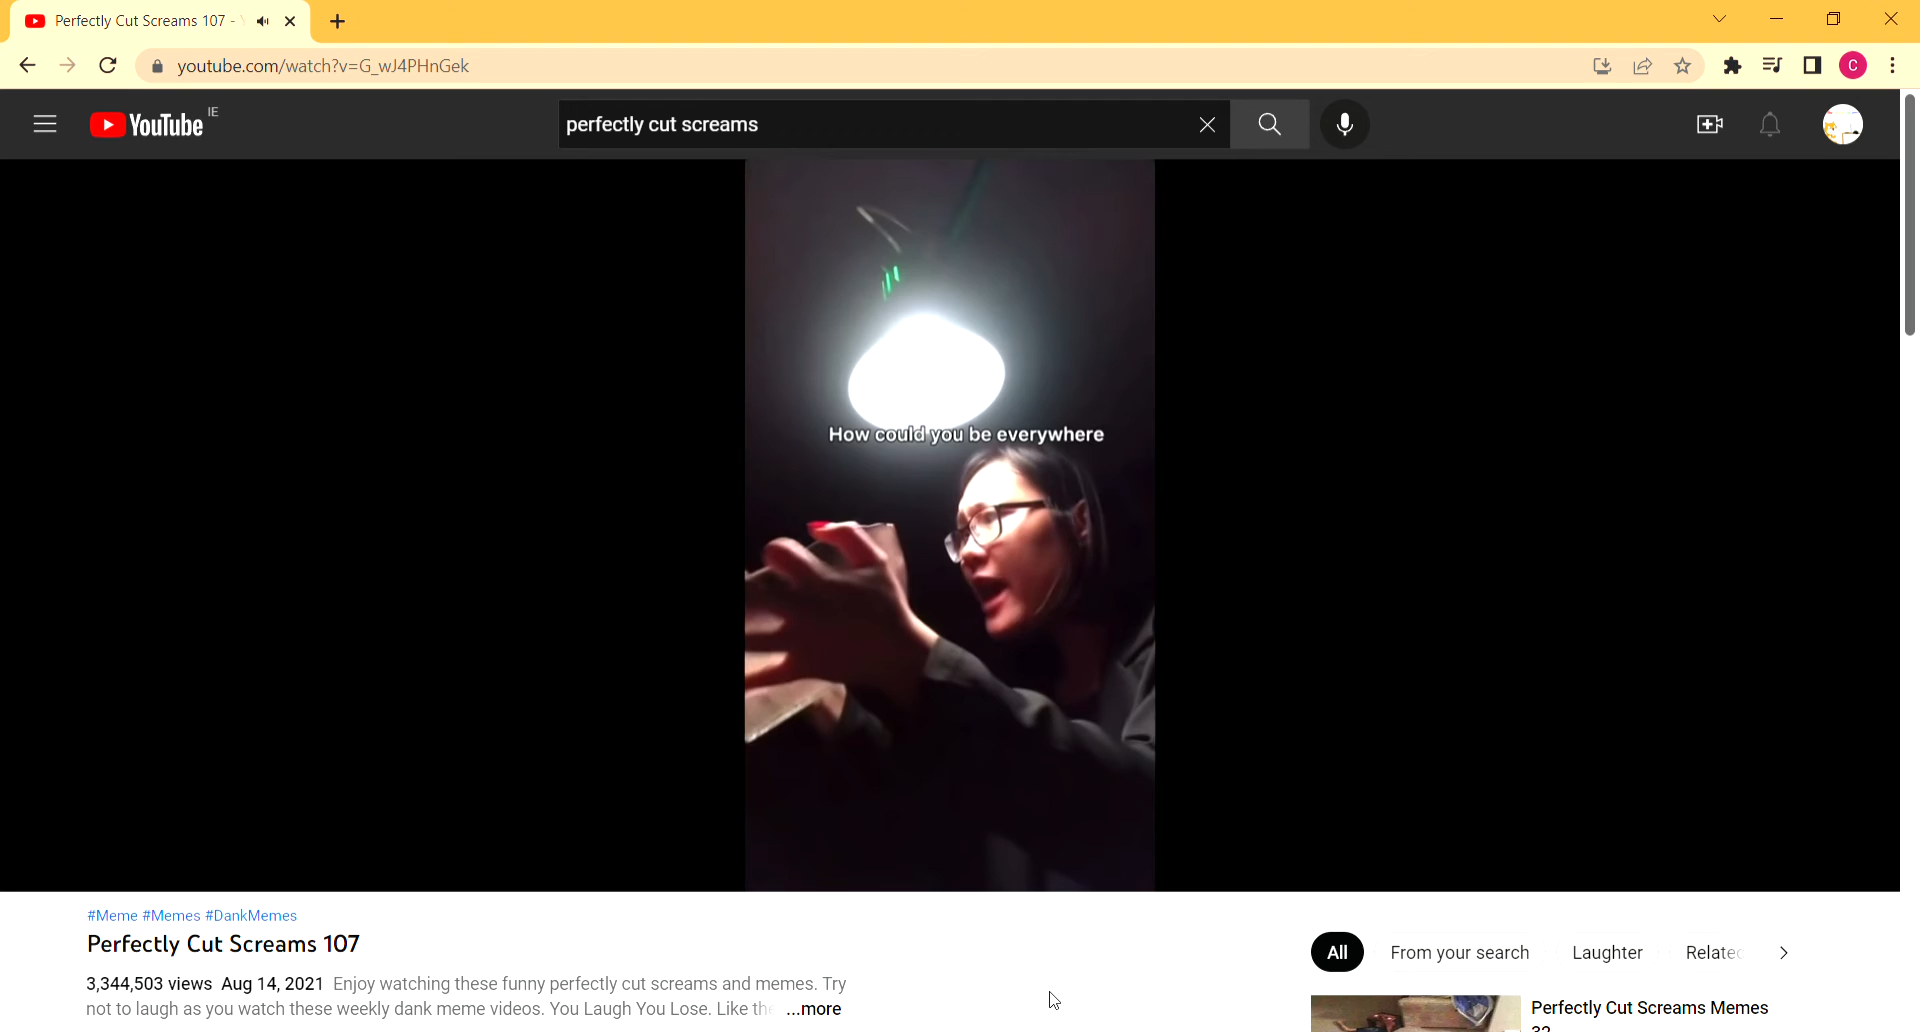 Perfectly Cut Screams 107 -
youtube.com/watch?v=G_wJ4PHnGek
C
YouTube IE
perfectly cut screams
How could you be everywhere
#Meme #Memes #DankMemes
Perfectly Cut Screams 107
3,344,503 views Aug 14, 2021 Enjoy watching these funny perfectly cut screams and memes. Try
not to laugh as you watch these weekly dank meme videos. You Laugh You Lose. Like the ...more
All From your search Laughter Related
Perfectly Cut Screams Memes
32